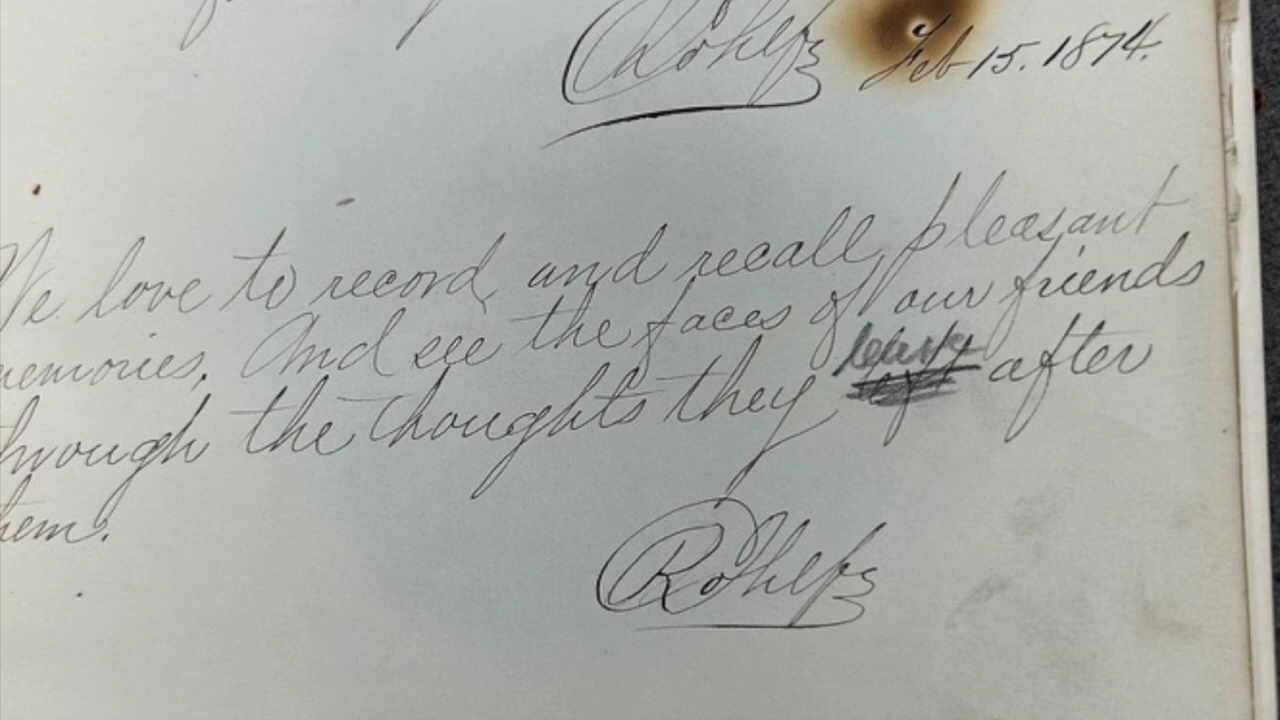 Rohlfs Feb 15. 1874.
We love to record, and recall pleasant
memories. And see the faces of our friends
through the thoughts they leave after
them.
Rohlfs